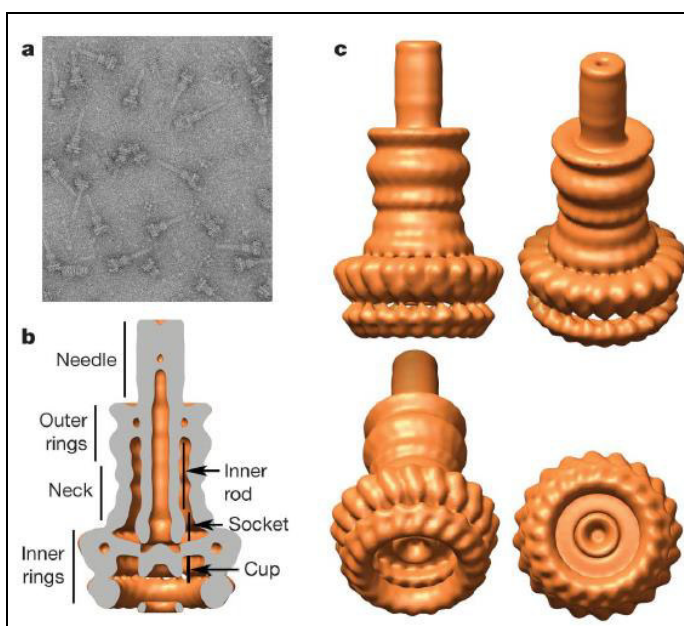 a
c
b
Needle
Outer
rings
Neck
Inner
rings
Inner
rod
Socket
Cup